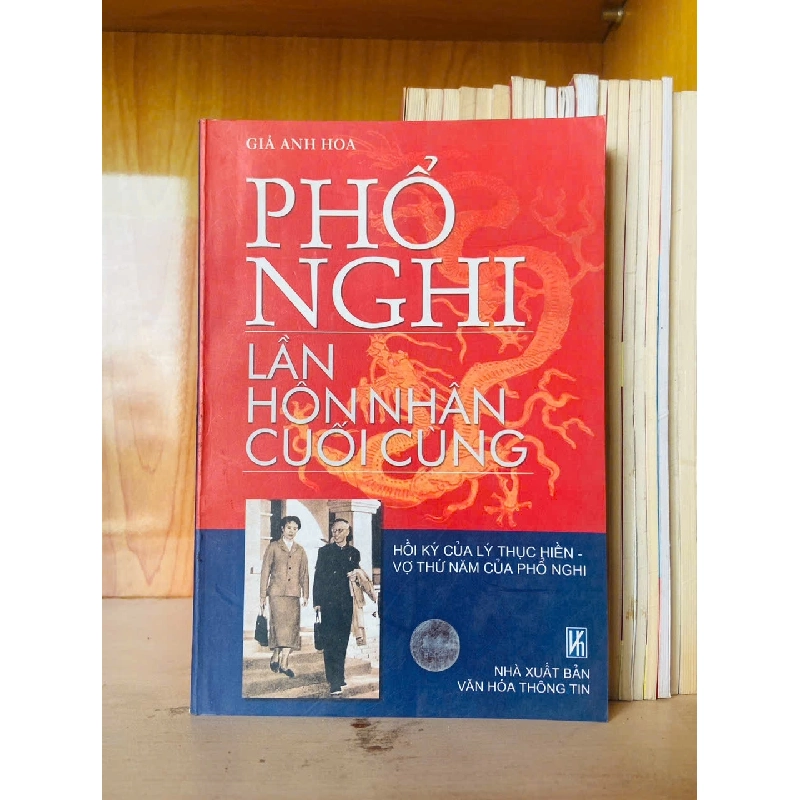 GIẢ ANH HOA
PHỔ
NGHI
LẦN
HÔN NHÂN
CUỐI CÙNG
HỒI KÝ CỦA LÝ THỤC HIỀN -
VỢ THỨ NĂM CỦA PHỔ NGHI
NHÀ XUẤT BẢN
VĂN HÓA THÔNG TIN